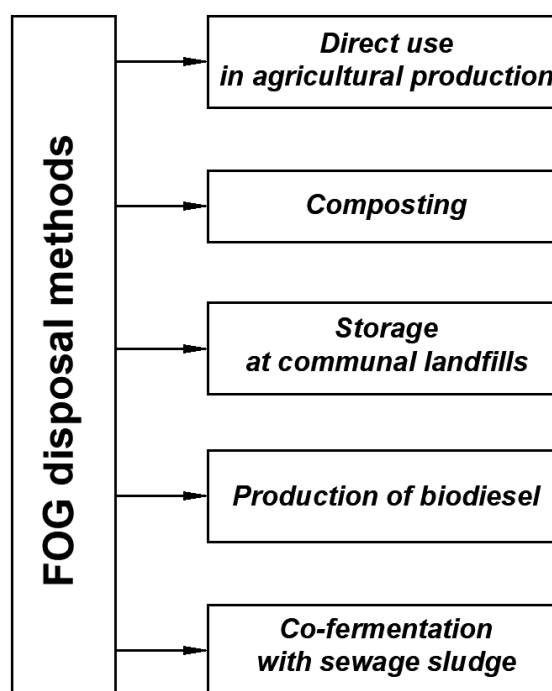 FOG disposal methods
Direct use
in agricultural production
Composting
Storage
at communal landfills
Production of biodiesel
Co-fermentation
with sewage sludge